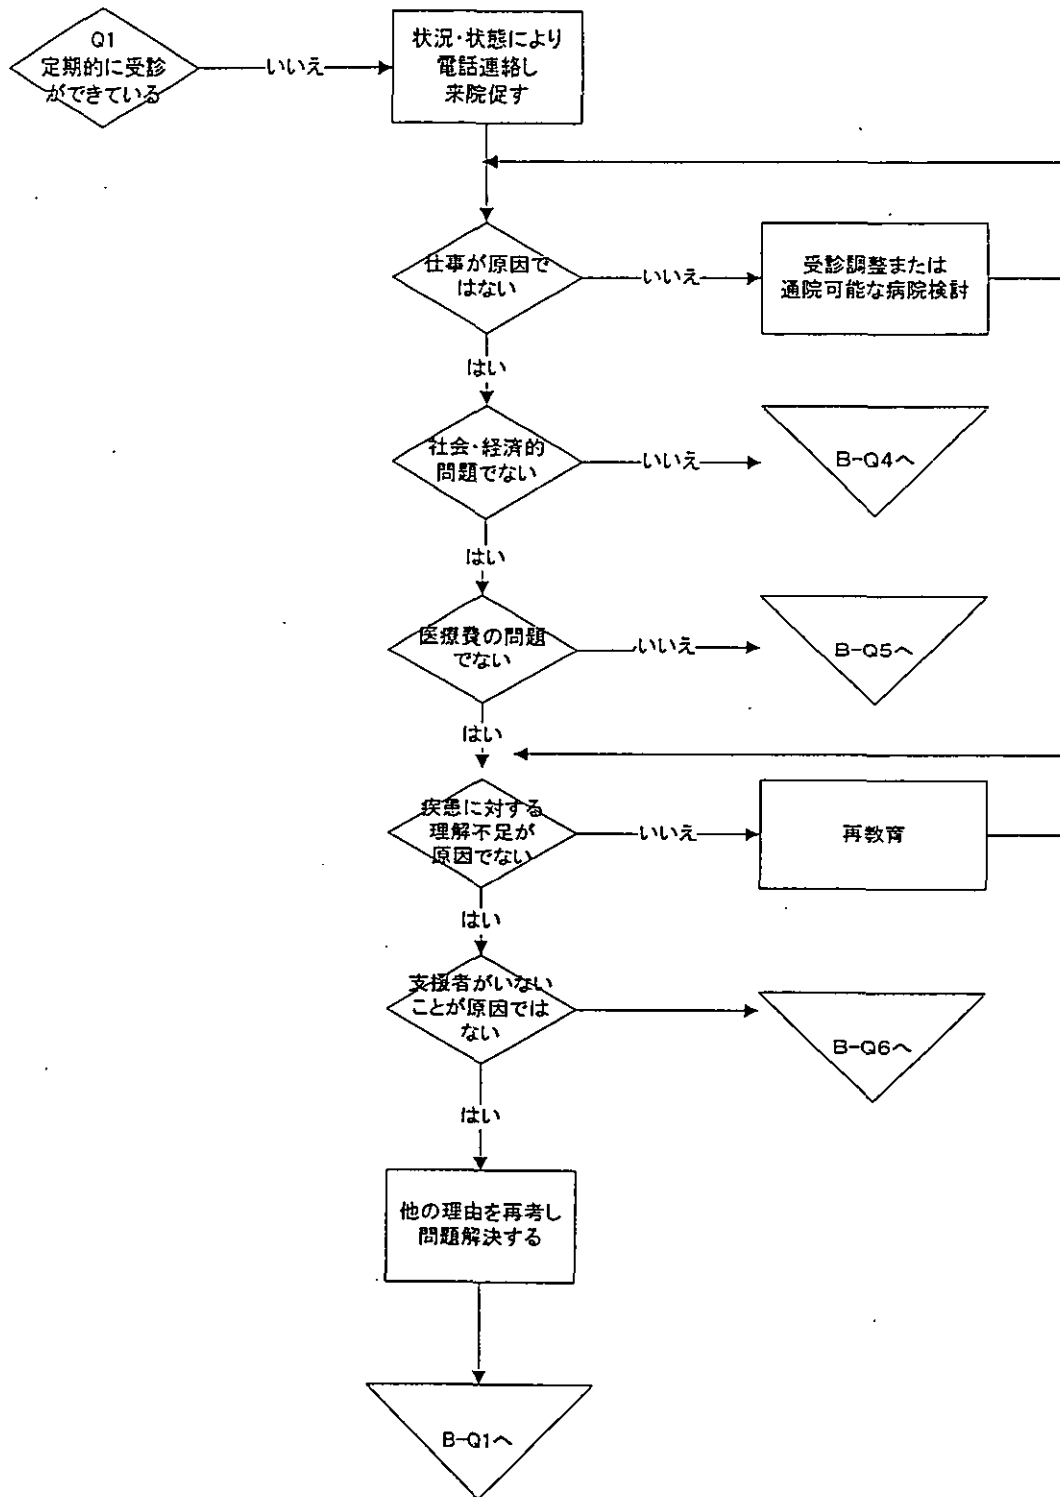 Q1
定期的に受診
ができている
いいえ
状況・状態により
電話連絡し
来院促す
仕事が原因で
はない
いいえ
受診調整または
通院可能な病院検討
はい
社会・経済的
問題でない
いいえ
B-Q4へ
はい
医療費の問題
でない
いいえ
B-Q5へ
はい
疾患に対する
理解不足が
原因でない
いいえ
再教育
はい
支援者がいない
ことが原因では
ない
B-Q6へ
はい
他の理由を再考し
問題解決する
B-Q1へ